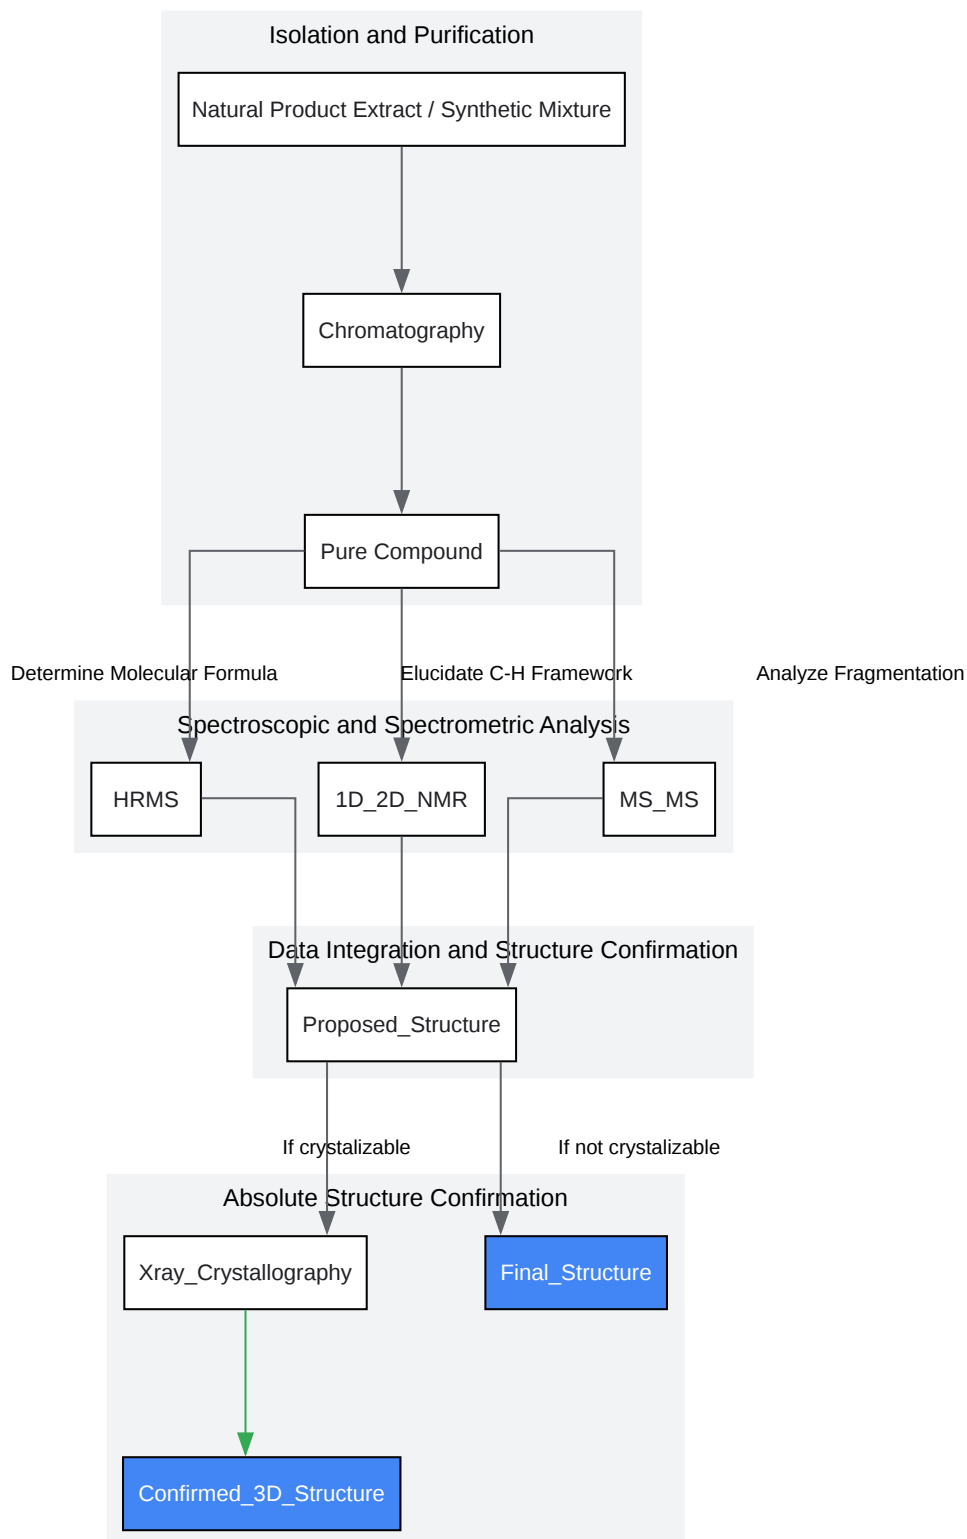 Isolation and Purification
Natural Product Extract / Synthetic Mixture
Chromatography
Pure Compound
Determine Molecular Formula
Elucidate C-H Framework
Analyze Fragmentation
Spectroscopic and Spectrometric Analysis
HRMS
1D_2D_NMR
MS_MS
Data Integration and Structure Confirmation
Proposed_Structure
If crystalizable
If not crystalizable
Absolute Structure Confirmation
Xray_Crystallography
Final_Structure
Confirmed_3D_Structure